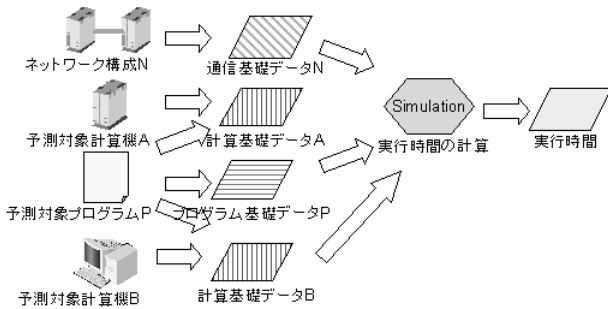 ネットワーク構成N
通信基礎データN
予測対象計算機A
計算基礎データA
Simulation
実行時間の計算
実行時間
予測対象プログラムP
プログラム基礎データP
予測対象計算機B
計算基礎データB